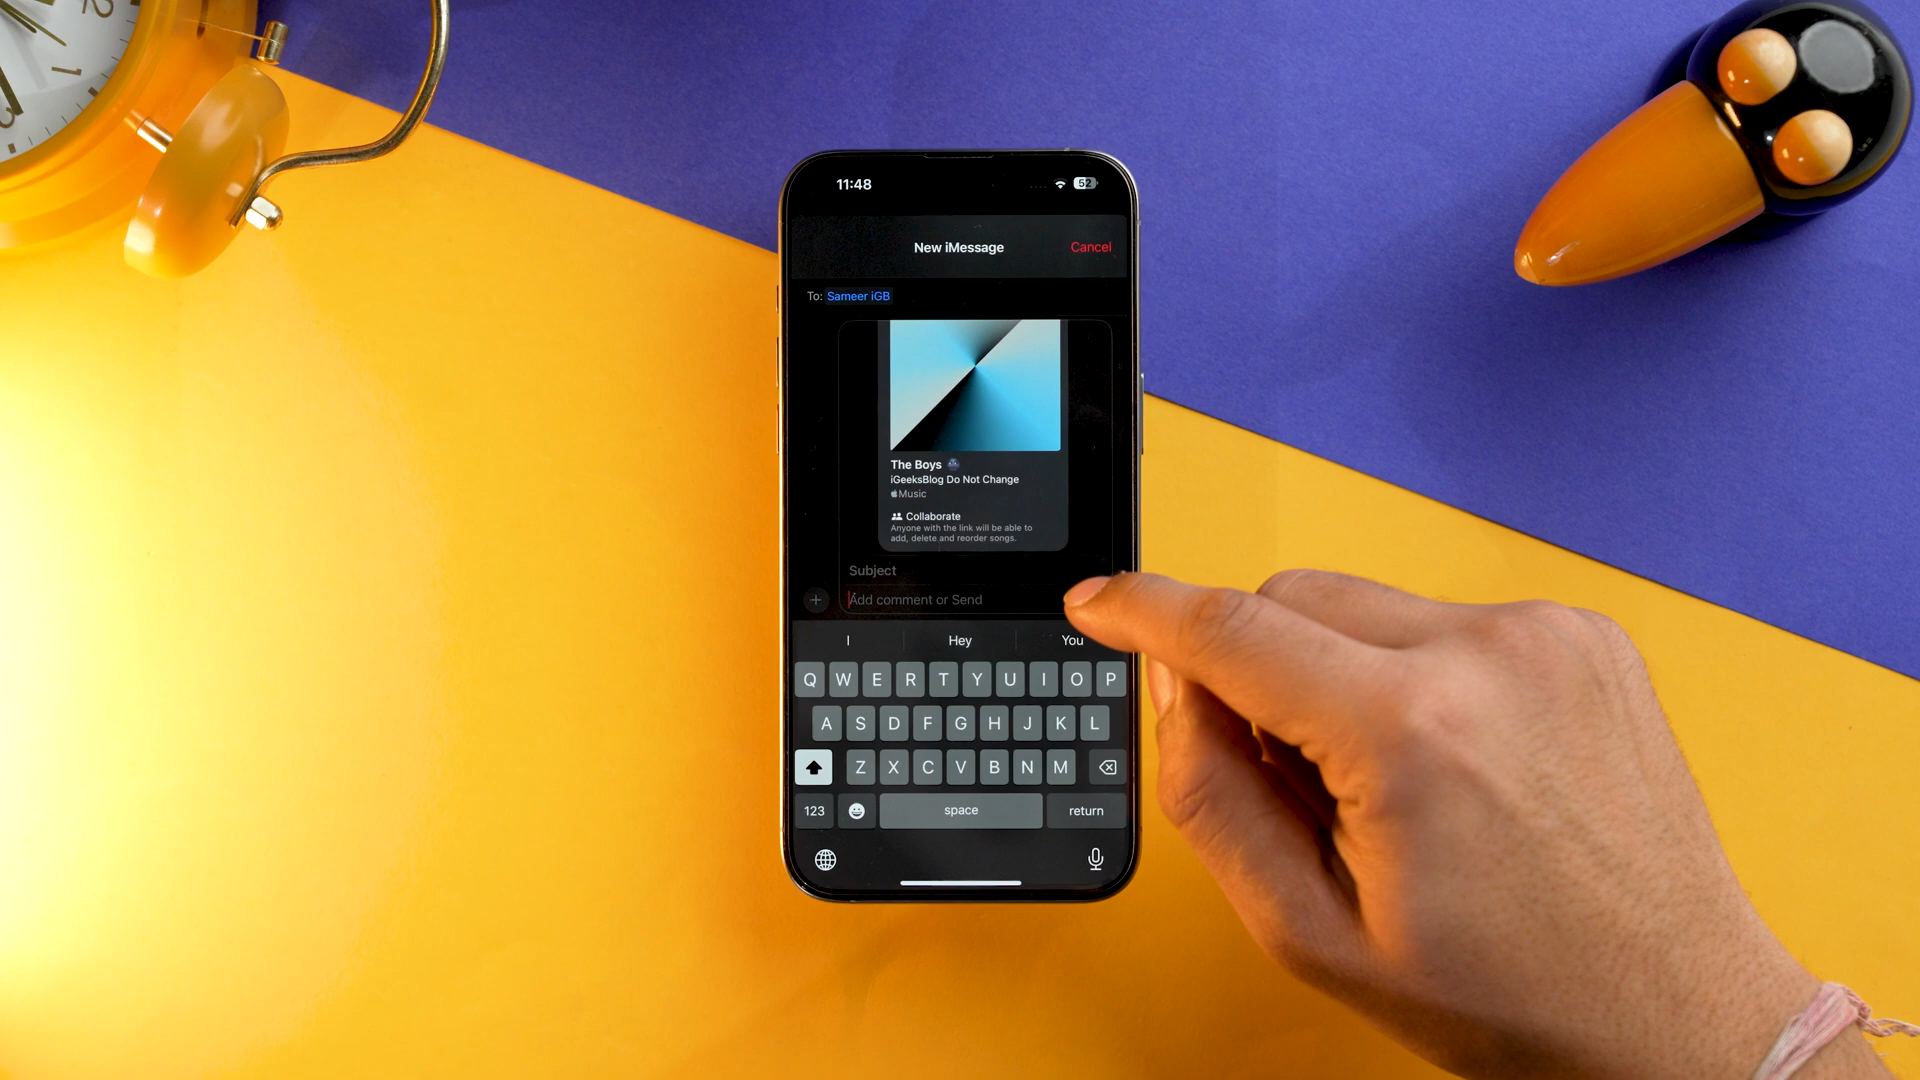 11:48
52
New iMessage
Cancel
To: Sameer iGB
The Boys
iGeeksBlog Do Not Change
Music
Collaborate
Anyone with the link will be able to
add, delete and reorder songs.
Subject
Add comment or Send
I Hey You
Q W E R T Y U I O P
A S D F G H J K L
Z X C V B N M
123 space return